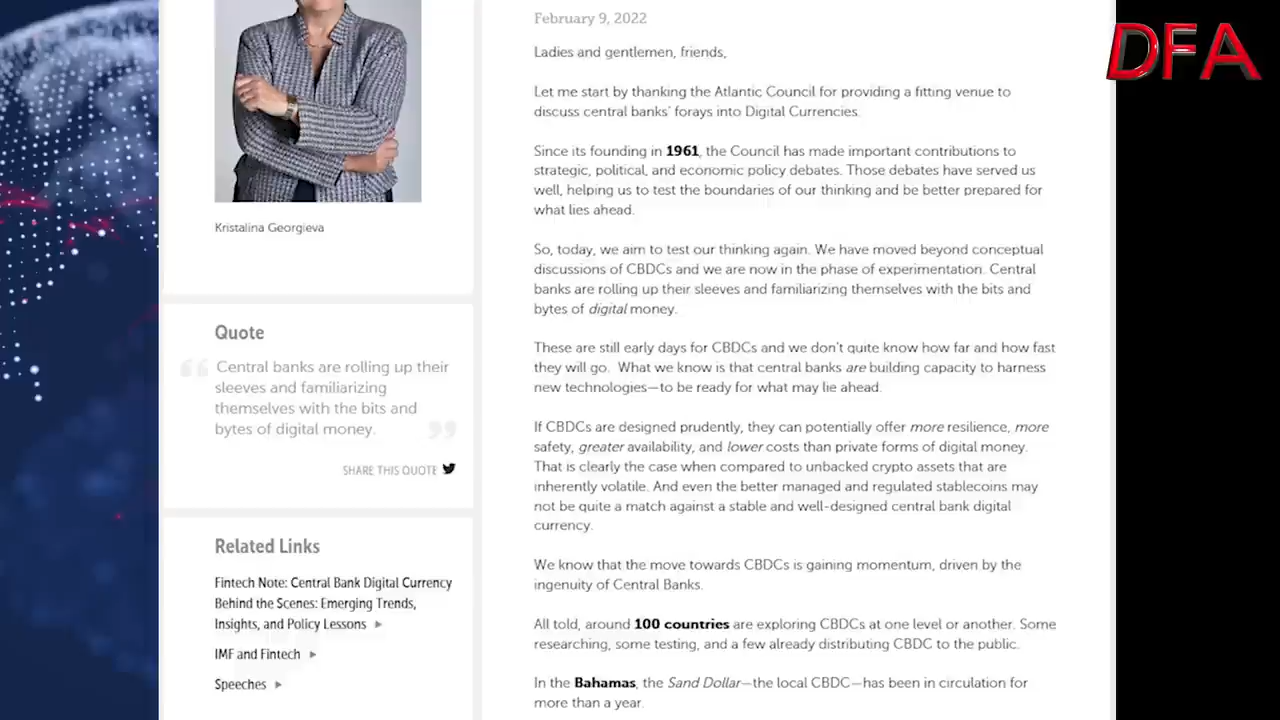 DFA
Kristalina Georgieva
Quote
Central banks are rolling up their
sleeves and familiarizing
themselves with the bits and
bytes of digital money.
SHARE THIS QUOTE
Related Links
Fintech Note: Central Bank Digital Currency
Behind the Scenes: Emerging Trends,
Insights, and Policy Lessons
IMF and Fintech
Speeches
February 9, 2022
Ladies and gentlemen, friends,
Let me start by thanking the Atlantic Council for providing a fitting venue to
discuss central banks' forays into Digital Currencies.
Since its founding in 1961, the Council has made important contributions to
strategic, political, and economic policy debates. Those debates have served us
well, helping us to test the boundaries of our thinking and be better prepared for
what lies ahead.
So, today, we aim to test our thinking again. We have moved beyond conceptual
discussions of CBDCs and we are now in the phase of experimentation. Central
banks are rolling up their sleeves and familiarizing themselves with the bits and
bytes of digital money.
These are still early days for CBDCs and we don't quite know how far and how fast
they will go. What we know is that central banks are building capacity to harness
new technologies—to be ready for what may lie ahead.
If CBDCs are designed prudently, they can potentially offer more resilience, more
safety, greater availability, and lower costs than private forms of digital money.
That is clearly the case when compared to unbacked crypto assets that are
inherently volatile. And even the better managed and regulated stablecoins may
not be quite a match against a stable and well-designed central bank digital
currency.
We know that the move towards CBDCs is gaining momentum, driven by the
ingenuity of Central Banks.
All told, around 100 countries are exploring CBDCs at one level or another. Some
researching, some testing, and a few already distributing CBDC to the public.
In the Bahamas, the Sand Dollar—the local CBDC—has been in circulation for
more than a year.